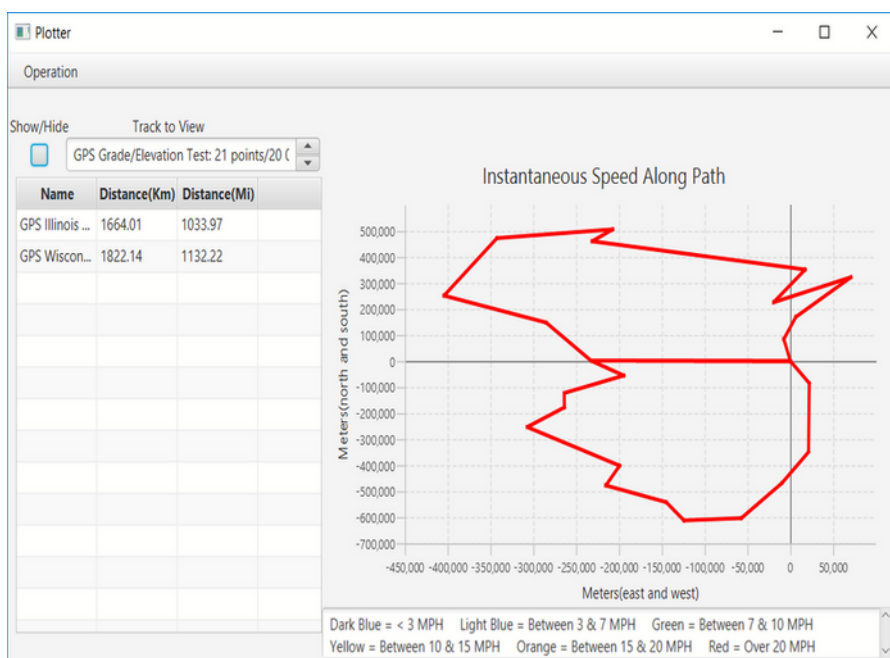 Plotter
Operation
Show/Hide Track to View
GPS Grade/Elevation Test: 21 points/20 (
Name Distance(Km) Distance(Mi)
GPS Illinois ... 1664.01 1033.97
GPS Wiscon... 1822.14 1132.22
Instantaneous Speed Along Path
Meters(north and south)
500,000
400,000
300,000
200,000
100,000
0
-100,000
-200,000
-300,000
-400,000
-500,000
-600,000
-700,000
-450,000 -400,000 -350,000 -300,000 -250,000 -200,000 -150,000 -100,000 -50,000 0 50,000
Meters(east and west)
Dark Blue = < 3 MPH Light Blue = Between 3 & 7 MPH Green = Between 7 & 10 MPH
Yellow = Between 10 & 15 MPH Orange = Between 15 & 20 MPH Red = Over 20 MPH